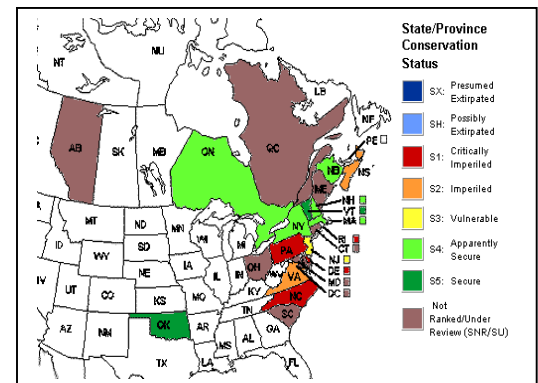 State/Province
Conservation
Status
SX: Presumed
Extirpated
SH: Possibly
Extirpated
S1: Critically
Imperiled
S2: Imperiled
S3: Vulnerable
S4: Apparently
Secure
S5: Secure
Not
Ranked/Under
Review (SNR/SU)
NT
NU
LB
NF
AB
SK
MB
ON
QC
PE
NB
NS
ME
NH
VT
MA
NY
RI
CT
NJ
DE
MD
DC
MT
ND
MN
WI
MI
ID
WY
SD
IA
PA
NE
IL
IN
OH
WV
VA
UT
CO
KS
MO
KY
NC
TN
SC
AZ
NM
OK
AR
MS
AL
GA
TX
LA
FL